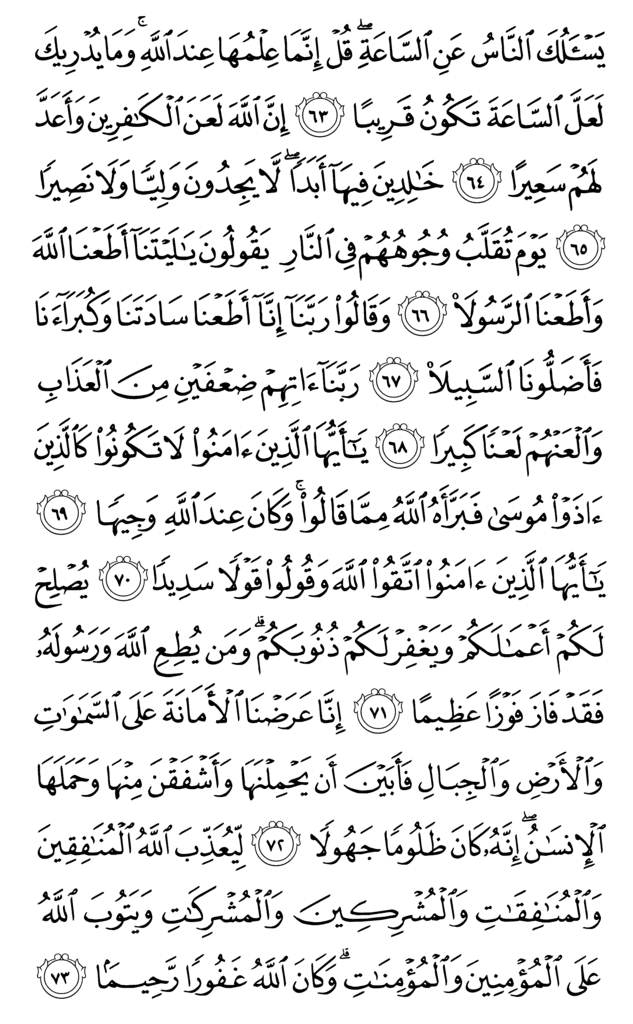 يَسْـَٔلُكَ ٱلنَّاسُ عَنِ ٱلسَّاعَةِۖ قُلْ إِنَّمَا عِلْمُهَا عِندَ ٱللَّهِۚ وَمَا يُدْرِيكَ
لَعَلَّ ٱلسَّاعَةَ تَكُونُ قَرِيبًا ٦٣ إِنَّ ٱللَّهَ لَعَنَ ٱلْكَـٰفِرِينَ وَأَعَدَّ
لَهُمْ سَعِيرًا ٦٤ خَـٰلِدِينَ فِيهَآ أَبَدًاۖ لَّا يَجِدُونَ وَلِيًّا وَلَا نَصِيرًا
٦٥ يَوْمَ تُقَلَّبُ وُجُوهُهُمْ فِى ٱلنَّارِ يَقُولُونَ يَـٰلَيْتَنَآ أَطَعْنَا ٱللَّهَ
وَأَطَعْنَا ٱلرَّسُولَا۠ ٦٦ وَقَالُوا۟ رَبَّنَآ إِنَّآ أَطَعْنَا سَادَتَنَا وَكُبَرَآءَنَا
فَأَضَلُّونَا ٱلسَّبِيلَا۠ ٦٧ رَبَّنَآ ءَاتِهِمْ ضِعْفَيْنِ مِنَ ٱلْعَذَابِ
وَٱلْعَنْهُمْ لَعْنًا كَبِيرًا ٦٨ يَـٰٓأَيُّهَا ٱلَّذِينَ ءَامَنُوا۟ لَا تَكُونُوا۟ كَٱلَّذِينَ
ءَاذَوْا۟ مُوسَىٰ فَبَرَّأَهُ ٱللَّهُ مِمَّا قَالُوا۟ۚ وَكَانَ عِندَ ٱللَّهِ وَجِيهًا ٦٩
يَـٰٓأَيُّهَا ٱلَّذِينَ ءَامَنُوا۟ ٱتَّقُوا۟ ٱللَّهَ وَقُولُوا۟ قَوْلًا سَدِيدًا ٧٠ يُصْلِحْ
لَكُمْ أَعْمَـٰلَكُمْ وَيَغْفِرْ لَكُمْ ذُنُوبَكُمْۗ وَمَن يُطِعِ ٱللَّهَ وَرَسُولَهُۥ
فَقَدْ فَازَ فَوْزًا عَظِيمًا ٧١ إِنَّا عَرَضْنَا ٱلْأَمَانَةَ عَلَى ٱلسَّمَـٰوَٰتِ
وَٱلْأَرْضِ وَٱلْجِبَالِ فَأَبَيْنَ أَن يَحْمِلْنَهَا وَأَشْفَقْنَ مِنْهَا وَحَمَلَهَا
ٱلْإِنسَـٰنُۖ إِنَّهُۥ كَانَ ظَلُومًا جَهُولًا ٧٢ لِّيُعَذِّبَ ٱللَّهُ ٱلْمُنَـٰفِقِينَ
وَٱلْمُنَـٰفِقَـٰتِ وَٱلْمُشْرِكِينَ وَٱلْمُشْرِكَـٰتِ وَيَتُوبَ ٱللَّهُ
عَلَى ٱلْمُؤْمِنِينَ وَٱلْمُؤْمِنَـٰتِۗ وَكَانَ ٱللَّهُ غَفُورًا رَّحِيمًۢا ٧٣